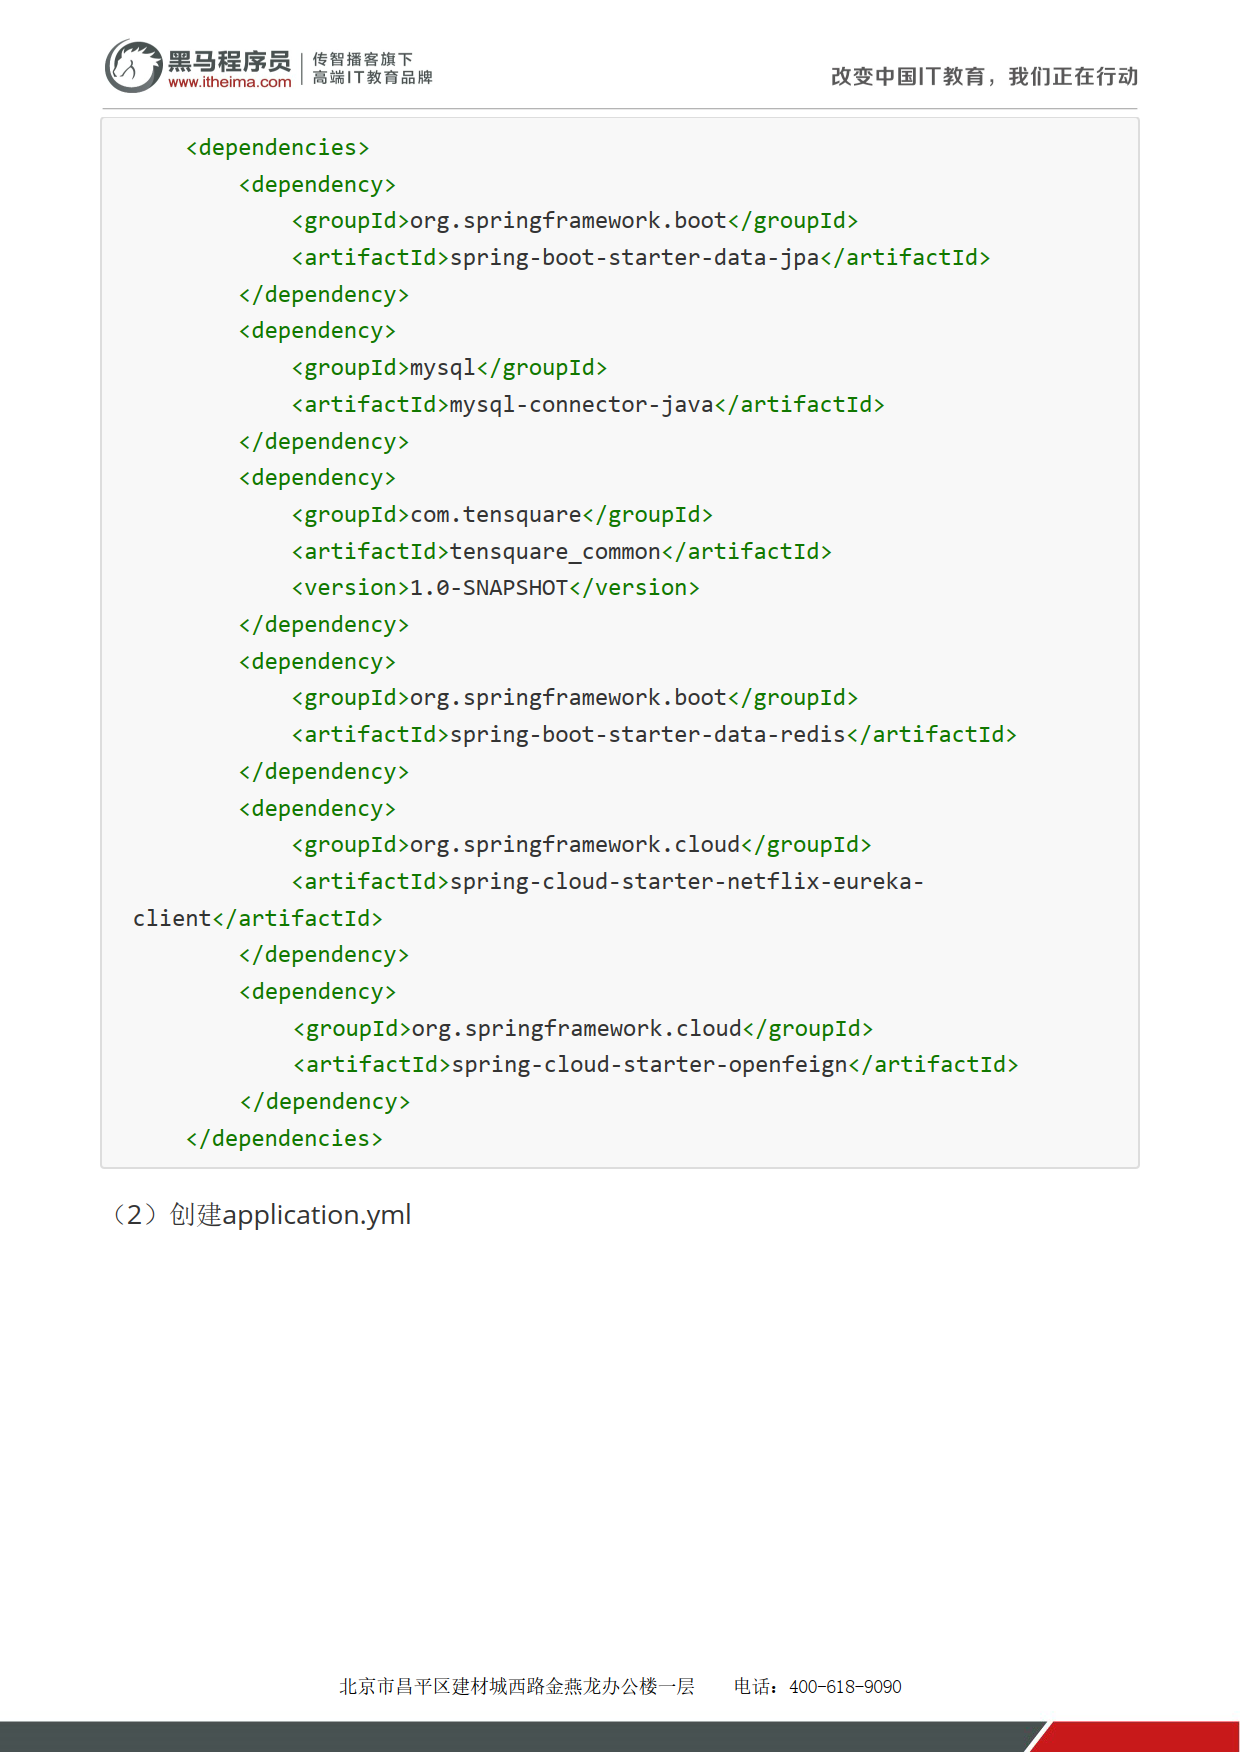 黑马程序员
www.itheima.com
传智播客旗下
高端IT教育品牌
改变中国IT教育，我们正在行动
<dependencies>
<dependency>
<groupId>org.springframework.boot</groupId>
<artifactId>spring-boot-starter-data-jpa</artifactId>
</dependency>
<dependency>
<groupId>mysql</groupId>
<artifactId>mysql-connector-java</artifactId>
</dependency>
<dependency>
<groupId>com.tensquare</groupId>
<artifactId>tensquare_common</artifactId>
<version>1.0-SNAPSHOT</version>
</dependency>
<dependency>
<groupId>org.springframework.boot</groupId>
<artifactId>spring-boot-starter-data-redis</artifactId>
</dependency>
<dependency>
<groupId>org.springframework.cloud</groupId>
<artifactId>spring-cloud-starter-netflix-eureka-
client</artifactId>
</dependency>
<dependency>
<groupId>org.springframework.cloud</groupId>
<artifactId>spring-cloud-starter-openfeign</artifactId>
</dependency>
</dependencies>
（2）创建application.yml
北京市昌平区建材城西路金燕龙办公楼一层 电话：400-618-9090